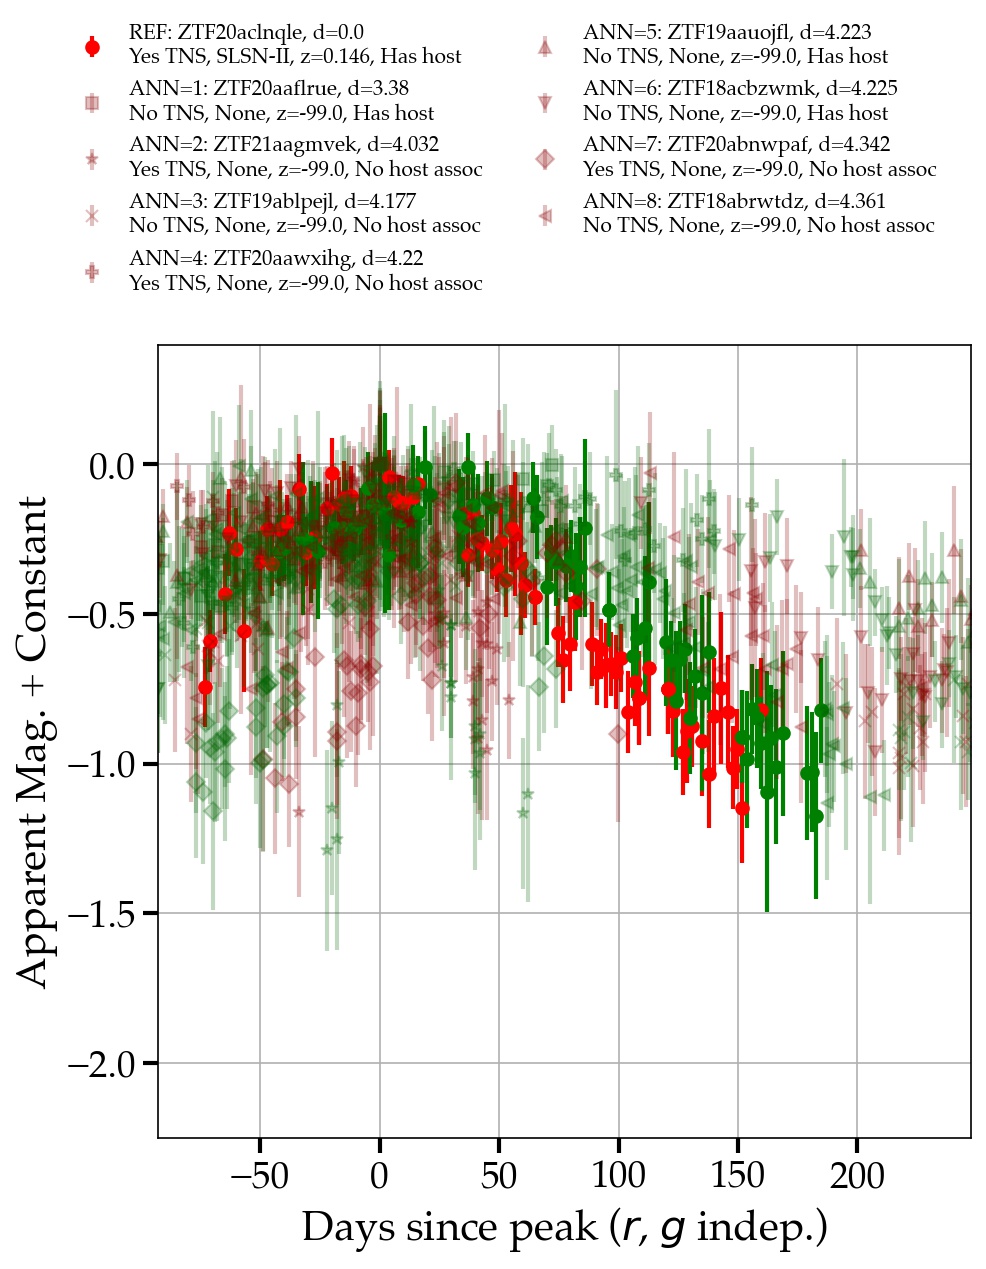 REF: ZTF20aclnqle, d=0.0
Yes TNS, SLSN-II, z=0.146, Has host
ANN=1: ZTF20aaflrue, d=3.38
No TNS, None, z=-99.0, Has host
ANN=2: ZTF21aagmvek, d=4.032
Yes TNS, None, z=-99.0, No host assoc
ANN=3: ZTF19ablpejl, d=4.177
No TNS, None, z=-99.0, No host assoc
ANN=4: ZTF20aawxihg, d=4.22
Yes TNS, None, z=-99.0, No host assoc
ANN=5: ZTF19aauojfl, d=4.223
No TNS, None, z=-99.0, Has host
ANN=6: ZTF18acbzwmk, d=4.225
No TNS, None, z=-99.0, Has host
ANN=7: ZTF20abnwpaf, d=4.342
Yes TNS, None, z=-99.0, No host assoc
ANN=8: ZTF18abrwtdz, d=4.361
No TNS, None, z=-99.0, No host assoc
Apparent Mag. + Constant
0.0
−0.5
−1.0
−1.5
−2.0
−50 0 50 100 150 200
Days since peak (r, g indep.)